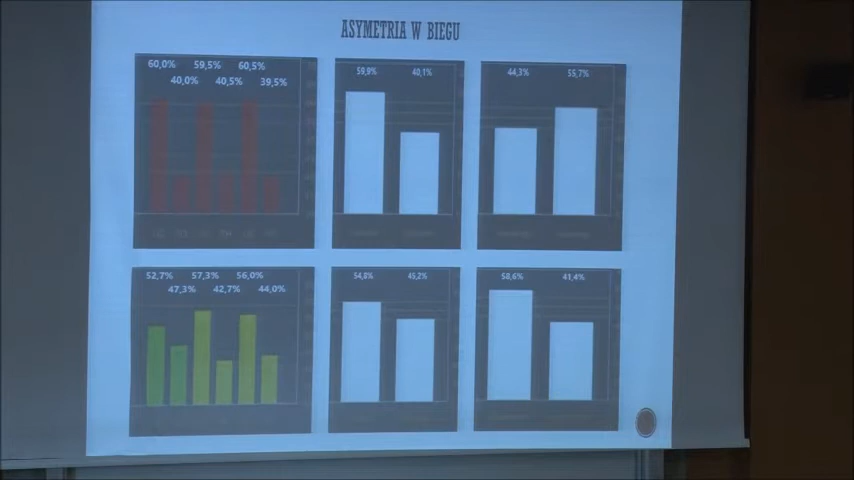 ASYMETRIA W BIEGU
60,0% 59,5% 60,5%
40,0% 40,5% 39,5%
59,9% 40,1%
44,3% 55,7%
52,7% 57,3% 56,0%
47,3% 42,7% 44,0%
54,8% 45,2%
58,6% 41,4%